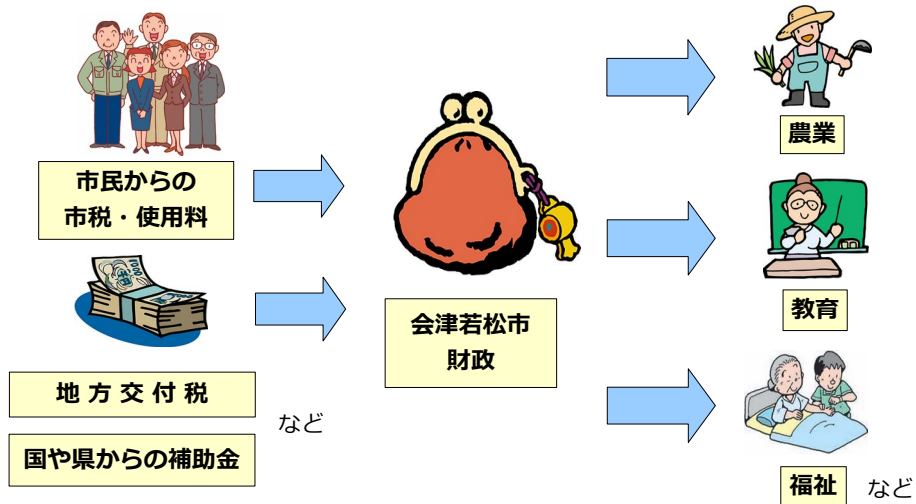 市民からの
市税・使用料
地方交付税
国や県からの補助金
など
会津若松市
財政
農業
教育
福祉
など